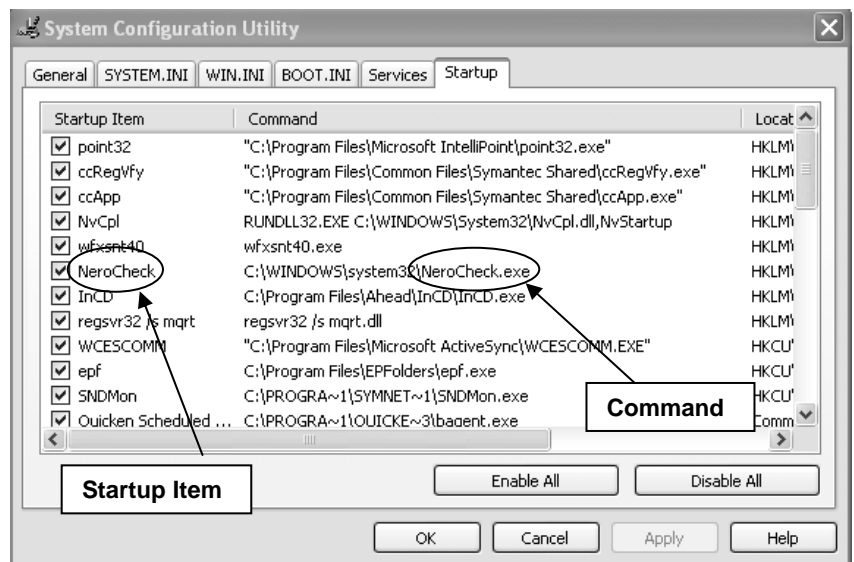 System Configuration Utility
General SYSTEM.INI WIN.INI BOOT.INI Services Startup
Startup Item Command Locat
point32 "C:\Program Files\Microsoft IntelliPoint\point32.exe" HKLM\
ccRegVfy "C:\Program Files\Common Files\Symantec Shared\ccRegVfy.exe" HKLM\
ccApp "C:\Program Files\Common Files\Symantec Shared\ccApp.exe" HKLM\
NvCpl RUNDLL32.EXE C:\WINDOWS\System32\NvCpl.dll,NvStartup HKLM\
wfxsnt40 wfxsnt40.exe HKLM\
NeroCheck C:\WINDOWS\system32\NeroCheck.exe HKLM\
InCD C:\Program Files\Ahead\InCD\InCD.exe HKLM\
regsvr32 /s mqrt regsvr32 /s mqrt.dll HKLM\
WCESCOMM "C:\Program Files\Microsoft ActiveSync\WCESCOMM.EXE" HKCU\
epf C:\Program Files\EPFolders\epf.exe HKCU\
SNDMon C:\PROGRA~1\SYMNET~1\SNDMon.exe HKCU\
Quicken Scheduled ... C:\PROGRA~1\QUICKE~3\bagent.exe Comm
Command
Startup Item
Enable All Disable All
OK Cancel Apply Help